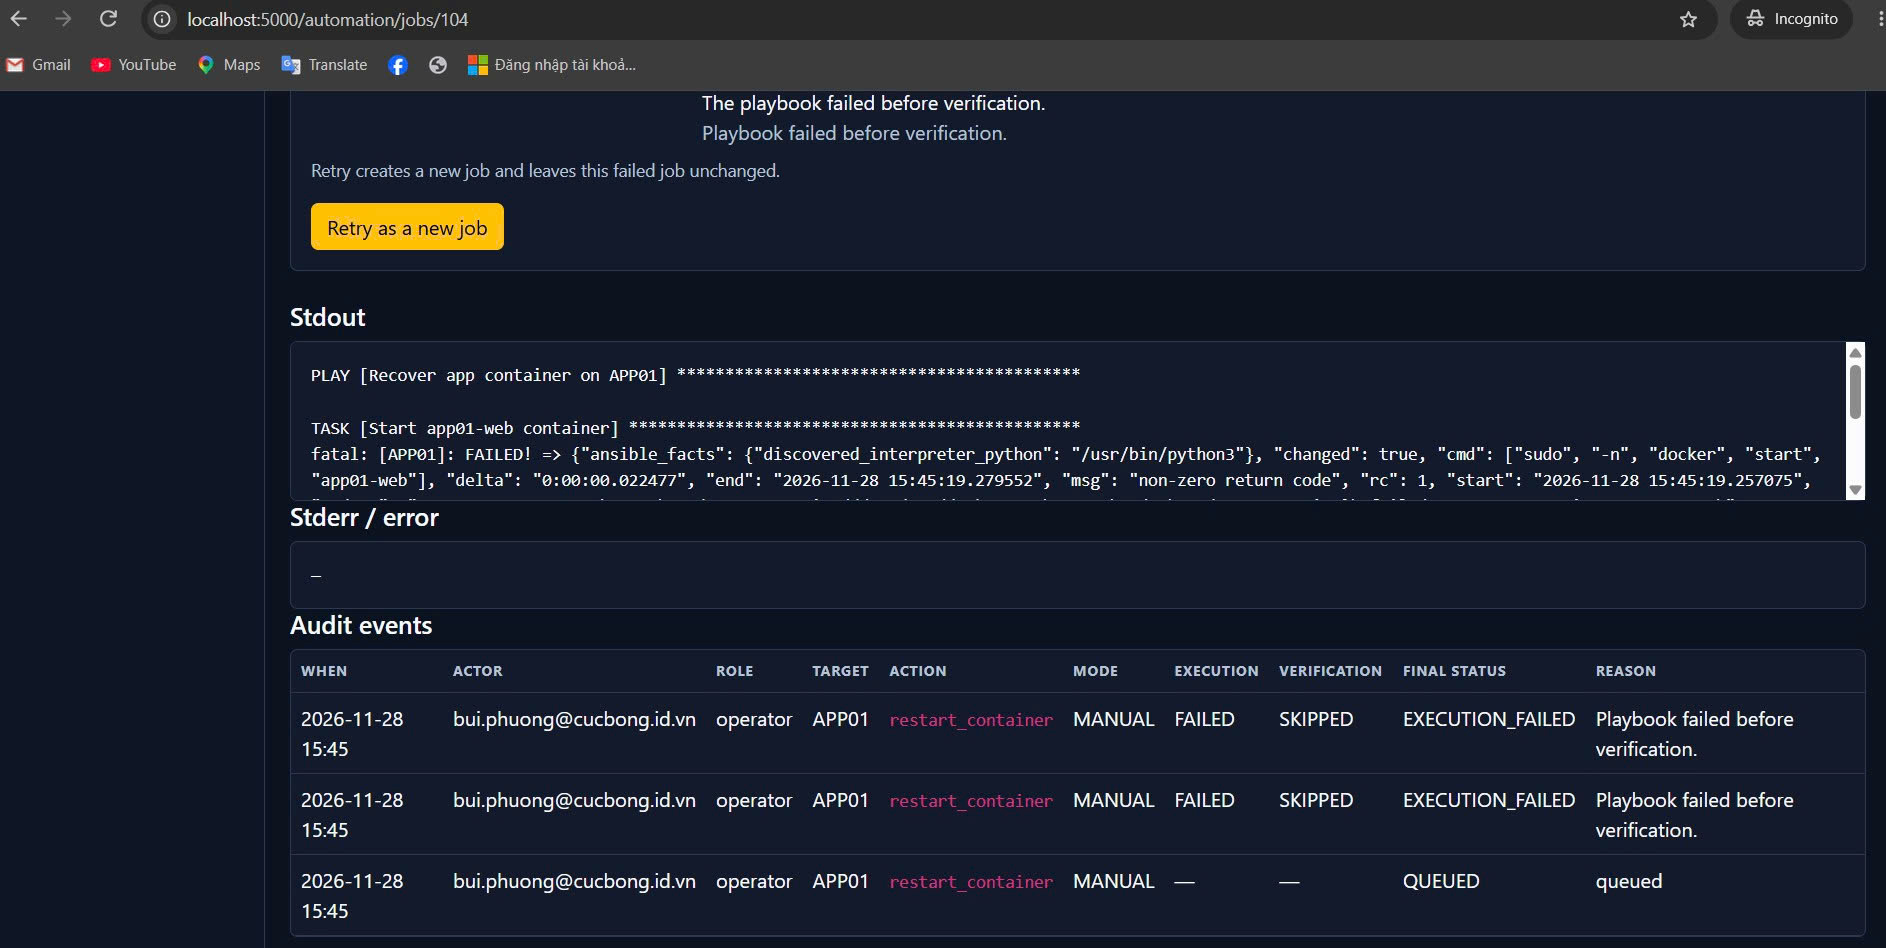 localhost:5000/automation/jobs/104
Incognito
Gmail
YouTube
Maps
Translate
Đăng nhập tài khoả...
The playbook failed before verification.
Playbook failed before verification.
Retry creates a new job and leaves this failed job unchanged.
Retry as a new job
Stdout
PLAY [Recover app container on APP01] ******************************************
TASK [Start app01-web container] ***********************************************
fatal: [APP01]: FAILED! => {"ansible_facts": {"discovered_interpreter_python": "/usr/bin/python3"}, "changed": true, "cmd": ["sudo", "-n", "docker", "start",
"app01-web"], "delta": "0:00:00.022477", "end": "2026-11-28 15:45:19.279552", "msg": "non-zero return code", "rc": 1, "start": "2026-11-28 15:45:19.257075",
Stderr / error
—
Audit events
WHEN ACTOR ROLE TARGET ACTION MODE EXECUTION VERIFICATION FINAL STATUS REASON
2026-11-28 bui.phuong@cucbong.id.vn operator APP01 restart_container MANUAL FAILED SKIPPED EXECUTION_FAILED Playbook failed before
15:45 verification.
2026-11-28 bui.phuong@cucbong.id.vn operator APP01 restart_container MANUAL FAILED SKIPPED EXECUTION_FAILED Playbook failed before
15:45 verification.
2026-11-28 bui.phuong@cucbong.id.vn operator APP01 restart_container MANUAL — — QUEUED queued
15:45